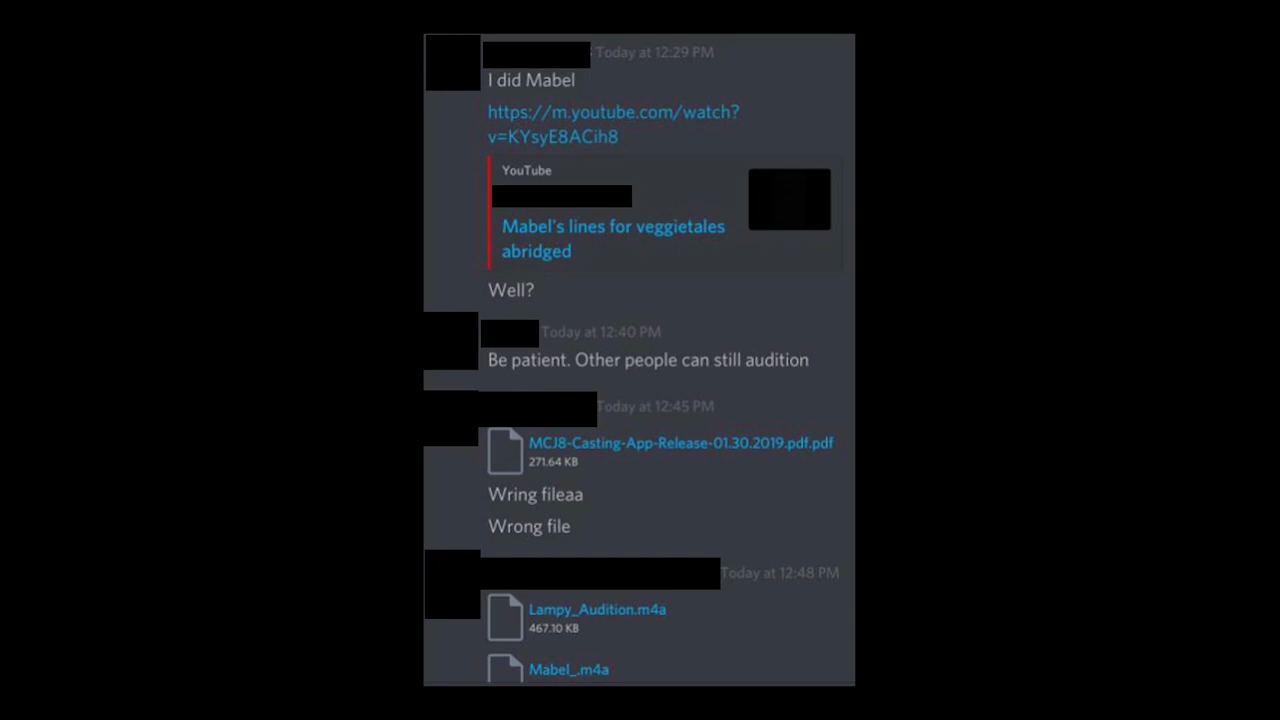 Today at 12:29 PM
I did Mabel
https://m.youtube.com/watch?
v=KYsyE8ACih8
YouTube
Mabel's lines for veggietales
abridged
Well?
Today at 12:40 PM
Be patient. Other people can still audition
Today at 12:45 PM
MCJ8-Casting-App-Release-01.30.2019.pdf.pdf
271.64 KB
Wring fileaa
Wrong file
Today at 12:48 PM
Lampy_Audition.m4a
467.10 KB
Mabel_.m4a